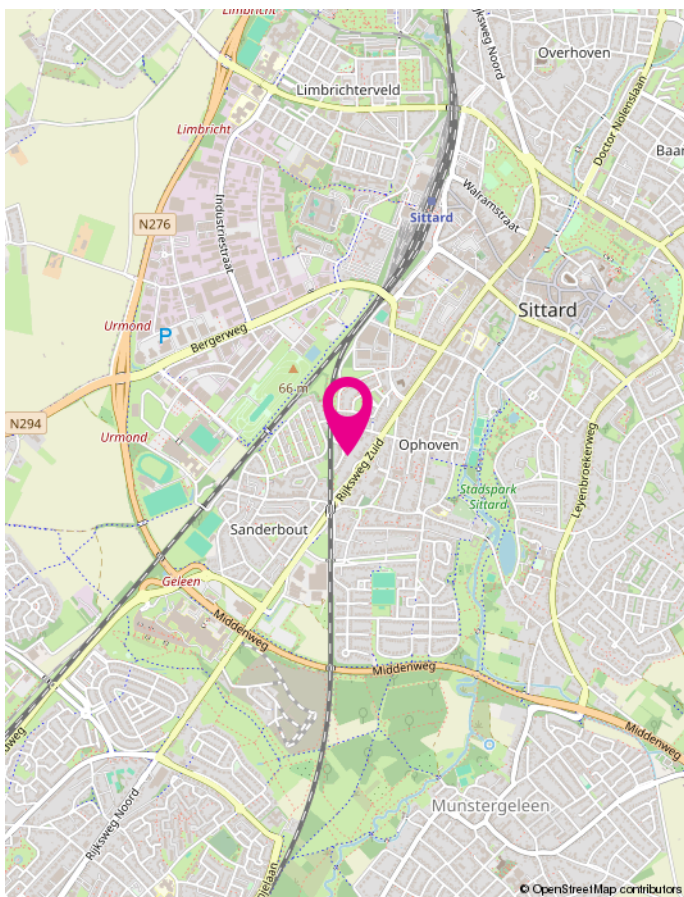 Limbricht
Rijksweg Noord
Overhoven
Limbrichterveld
Doctor Nolenslaan
Limbricht
Baan
Walramstraat
Industriestraat
Sittard
N276
Sittard
Urmond
P
Bergerweg
66 m
N294
Ophoven
Urmond
Rijksweg Zuid
Leyenbroekerweg
Stadspark
Sittard
Sanderbout
Geleen
Middenweg
Middenweg
Middenweg
Munstergeleen
Rijksweg Noord
© OpenStreetMap contributors